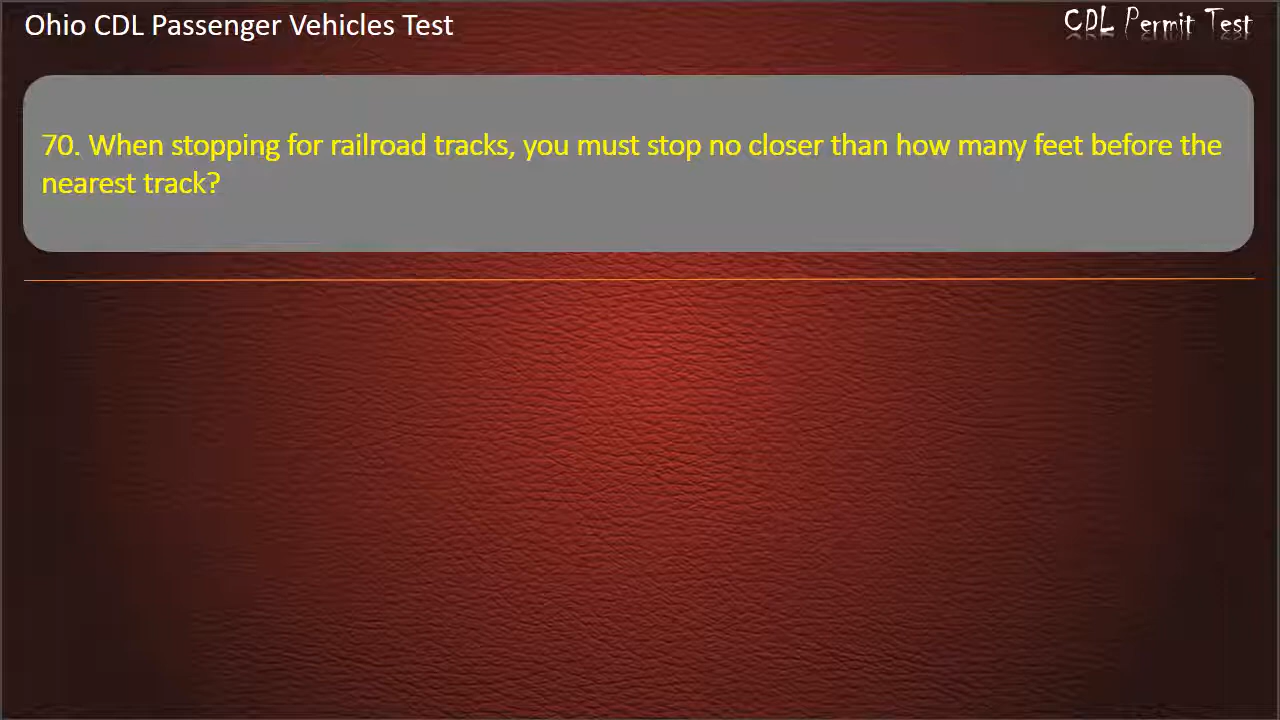 Ohio CDL Passenger Vehicles Test
CDL Permit Test
70. When stopping for railroad tracks, you must stop no closer than how many feet before the
nearest track?